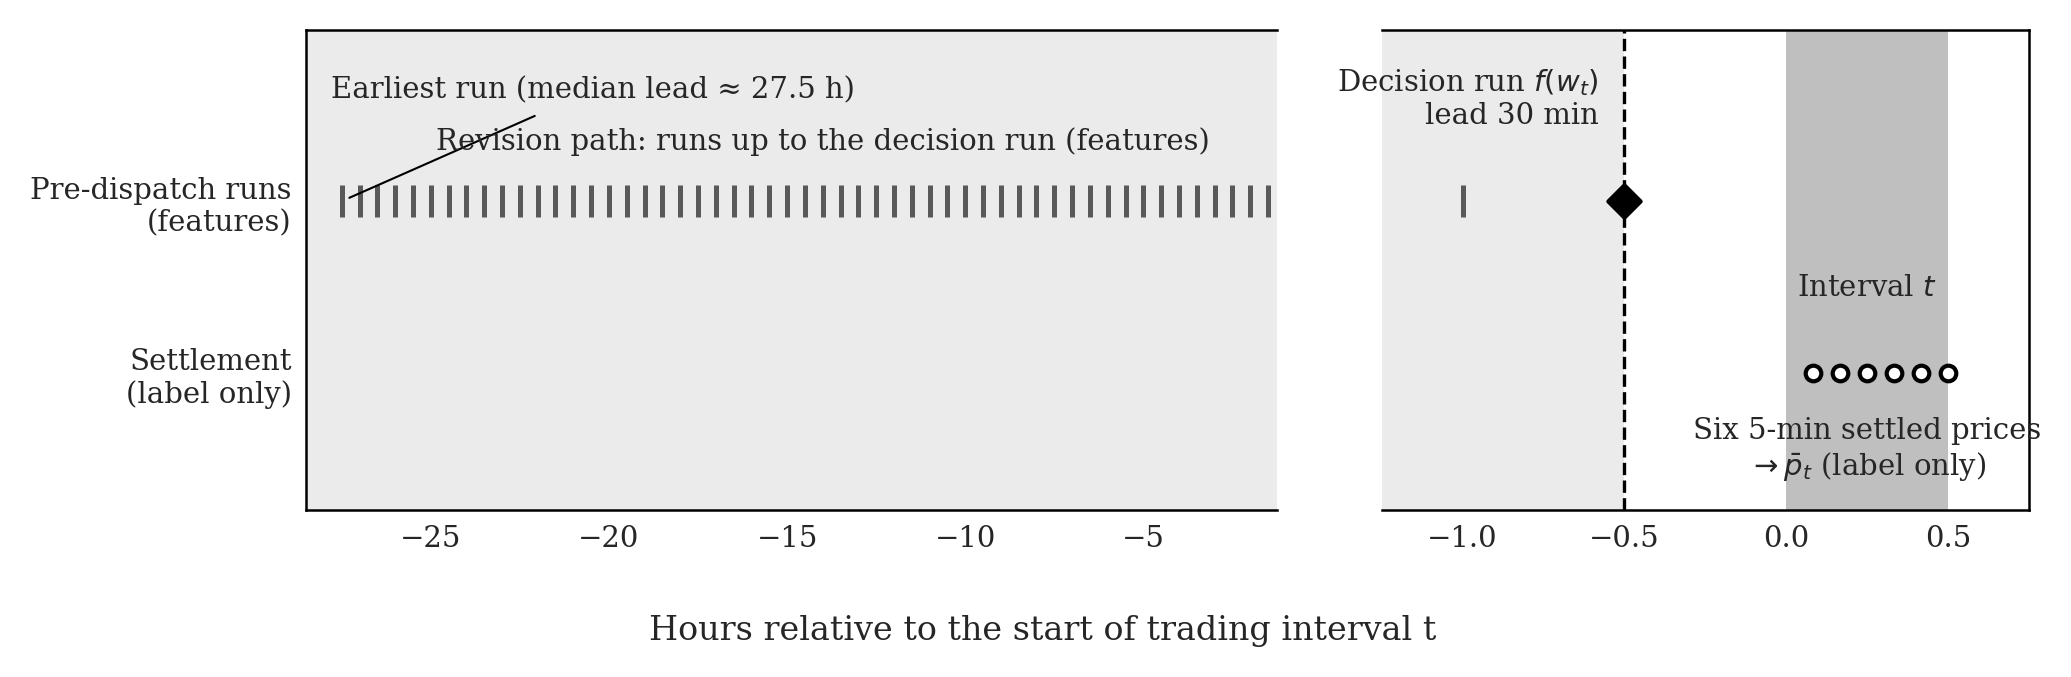 Earliest run (median lead ≈ 27.5 h)
Revision path: runs up to the decision run (features)
Decision run f(wₜ)
lead 30 min
Pre-dispatch runs
(features)
Interval t
Settlement
(label only)
Six 5-min settled prices
→ p̄ₜ (label only)
−25 −20 −15 −10 −5 −1.0 −0.5 0.0 0.5
Hours relative to the start of trading interval t